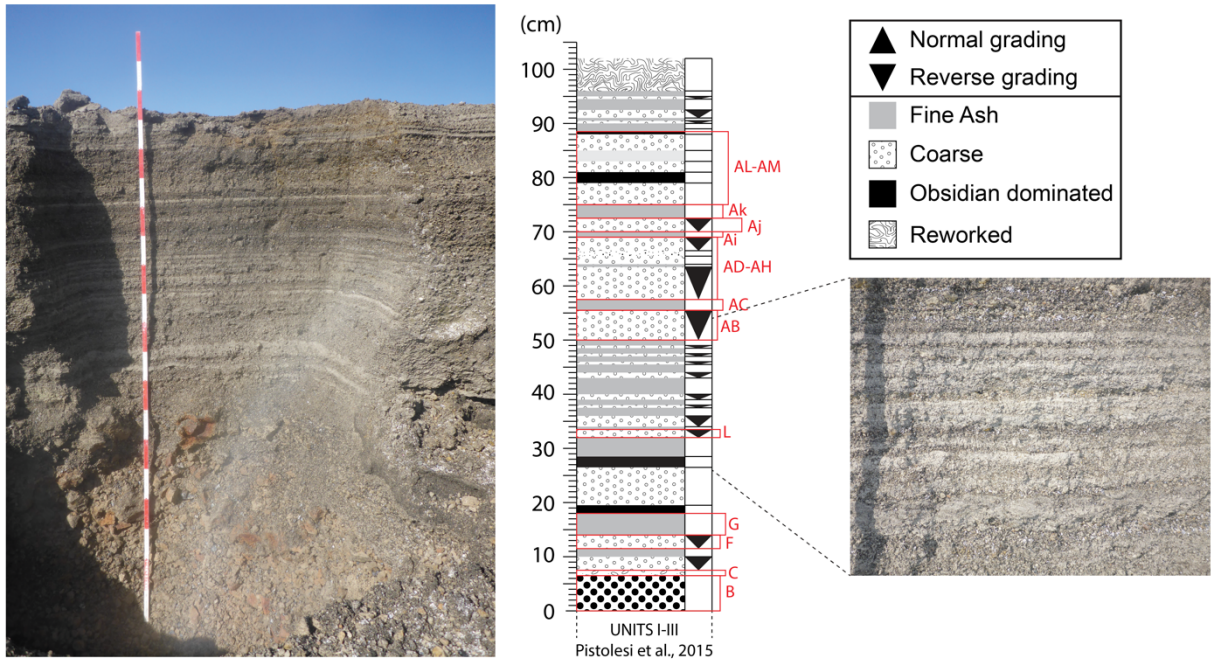 (cm)
100
90
80
70
60
50
40
30
20
10
0
AL-AM
Ak
Aj
Ai
AD-AH
AC
AB
L
G
F
C
B
UNITS I-III
Pistolesi et al., 2015
Normal grading
Reverse grading
Fine Ash
Coarse
Obsidian dominated
Reworked